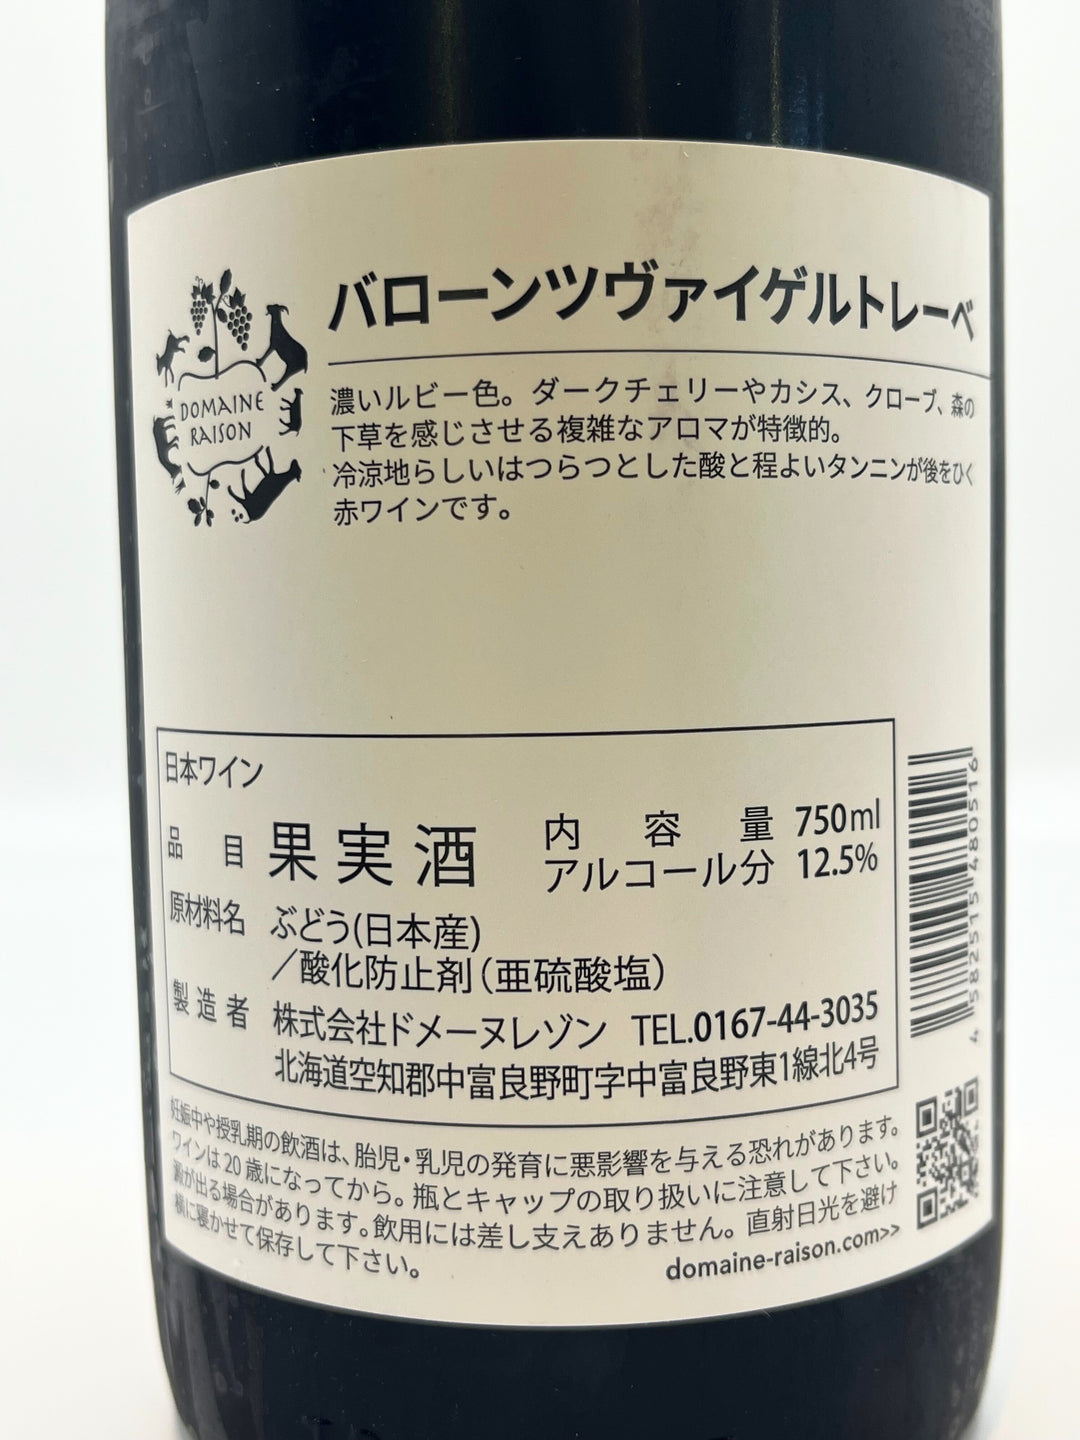 バローンツヴァイゲルトレーベ
DOMAINE
RAISON
濃いルビー色。ダークチェリーやカシス、クローブ、森の
下草を感じさせる複雑なアロマが特徴的。
冷涼地らしいはつらつとした酸と程よいタンニンが後をひく
赤ワインです。
日本ワイン
品目 果実酒
内容量 750ml
アルコール分 12.5%
原材料名 ぶどう(日本産)
／酸化防止剤（亜硫酸塩）
製造者 株式会社ドメーヌレゾン TEL.0167-44-3035
北海道空知郡中富良野町字中富良野東1線北4号
4582515480516
妊娠中や授乳期の飲酒は、胎児・乳児の発育に悪影響を与える恐れがあります。
ワインは20歳になってから。瓶とキャップの取り扱いに注意して下さい。
澱が出る場合があります。飲用には差し支えありません。直射日光を避け
横に寝かせて保存して下さい。
domaine-raison.com>>